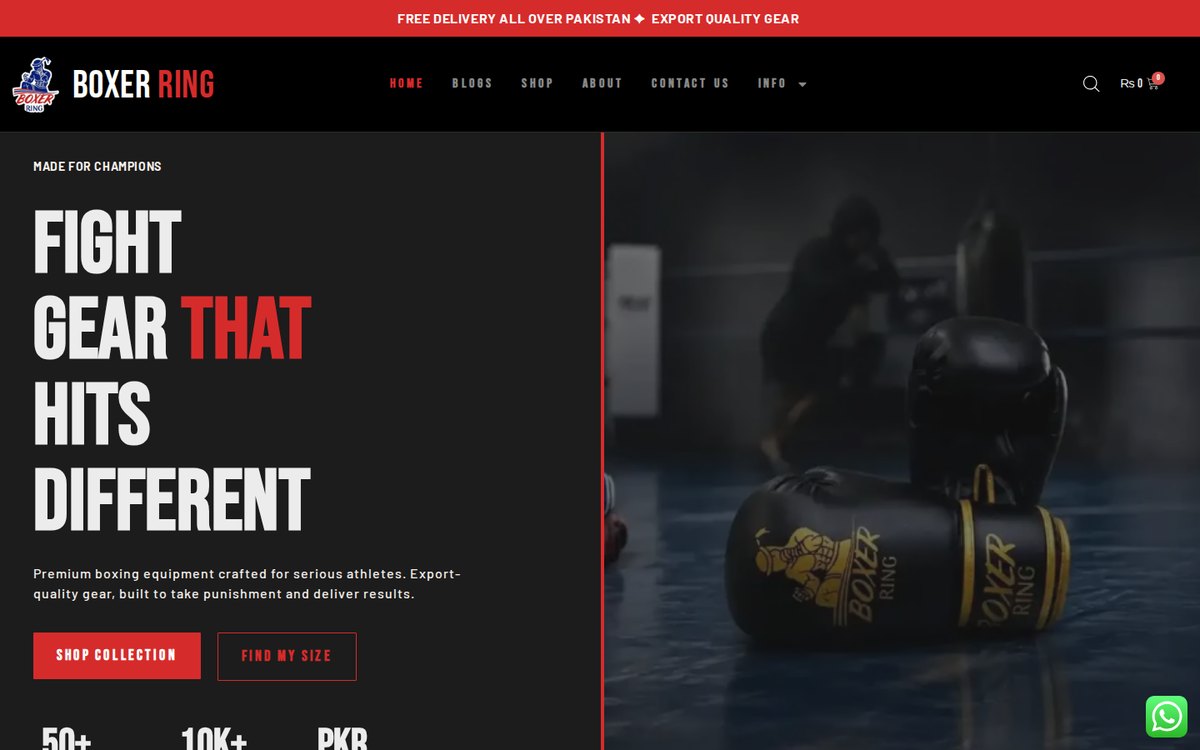 FREE DELIVERY ALL OVER PAKISTAN ✦ EXPORT QUALITY GEAR
BOXER RING
BOXER RING
HOME
BLOGS
SHOP
ABOUT
CONTACT US
INFO
₨ 0
0
MADE FOR CHAMPIONS
FIGHT
GEAR THAT
HITS
DIFFERENT
Premium boxing equipment crafted for serious athletes. Export-
quality gear, built to take punishment and deliver results.
SHOP COLLECTION
FIND MY SIZE
50+
10K+
PKR
BOXER
RING
BOXER
RING